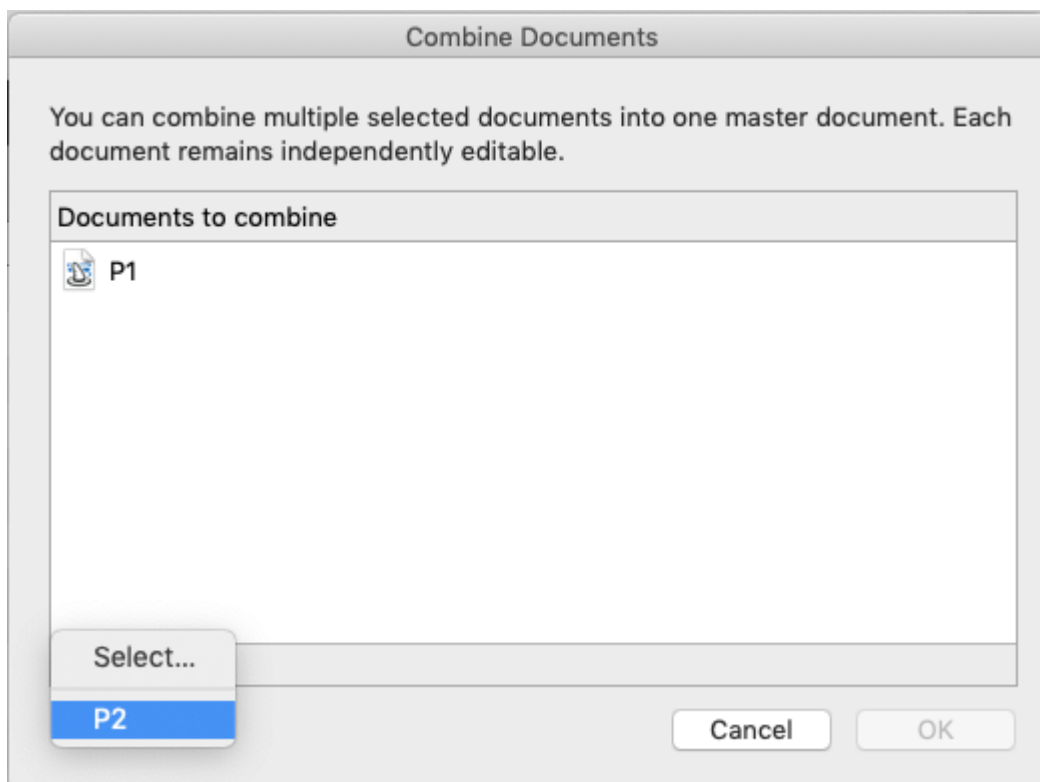 Combine Documents
You can combine multiple selected documents into one master document. Each
document remains independently editable.
Documents to combine
P1
Select...
P2
Cancel
OK